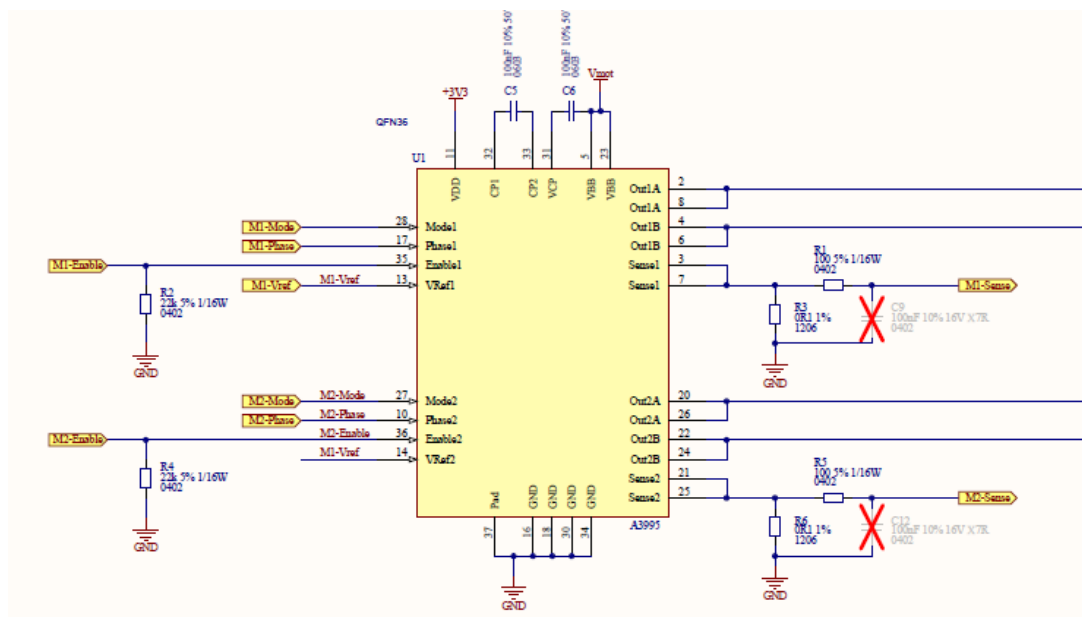 100nF 10% 50/
0603
C5
100nF 10% 50/
0603
C6
Vmot
+3V3
QFN36
U1
11
32
33
31
5
23
VDD
CP1
CP2
VCP
VBB
VBB
M1-Mode
28
Mode1
M1-Phase
17
Phase1
M1-Enable
35
Enable1
M1-Vref
M1-Vref
13
VRef1
R2
22k 5% 1/16W
0402
GND
Out1A
2
Out1A
8
Out1B
4
Out1B
6
Sense1
3
Sense1
7
R1
100 5% 1/16W
0402
M1-Sense
R3
0R1 1%
1206
C9
100nF 10% 16V X7R
0402
GND
M2-Mode
M2-Mode
27
Mode2
M2-Phase
M2-Phase
10
Phase2
M2-Enable
M2-Enable
36
Enable2
M1-Vref
14
VRef2
R4
22k 5% 1/16W
0402
GND
Out2A
20
Out2A
26
Out2B
22
Out2B
24
Sense2
21
Sense2
25
R5
100 5% 1/16W
0402
M2-Sense
R6
0R1 1%
1206
C12
100nF 10% 16V X7R
0402
GND
Pad
GND
GND
GND
GND
37
16
18
30
34
A3995
GND